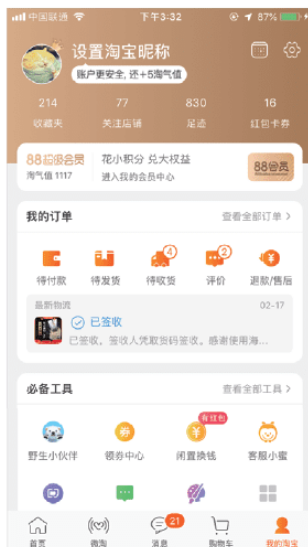 中国联通
下午3:32
87%
设置淘宝昵称
账户更安全, 还+5淘气值
214
77
830
16
收藏夹
关注店铺
足迹
红包卡券
88超级会员
淘气值 1117
花小积分 兑大权益
进入我的会员中心
88会员
我的订单
查看全部订单 >
4
2
待付款
待发货
待收货
评价
退款/售后
最新物流
02-17
已签收
已签收，签收人凭取货码签收。感谢使用海...
必备工具
查看全部工具 >
有红包
券
¥
野生小伙伴
领券中心
闲置换钱
客服小蜜
21
首页
微淘
消息
购物车
我的淘宝